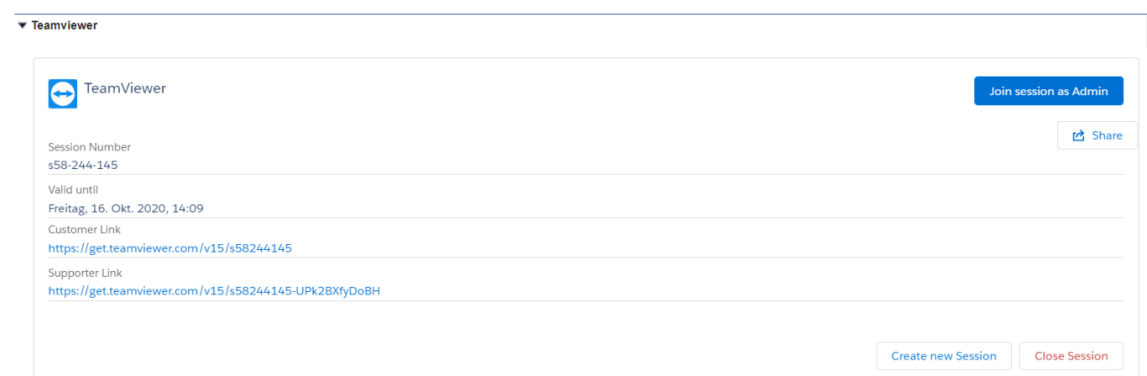 Teamviewer
TeamViewer
Join session as Admin
Share
Session Number
s58-244-145
Valid until
Freitag, 16. Okt. 2020, 14:09
Customer Link
https://get.teamviewer.com/v15/s58244145
Supporter Link
https://get.teamviewer.com/v15/s58244145-UPk2BXfyDoBH
Create new Session
Close Session